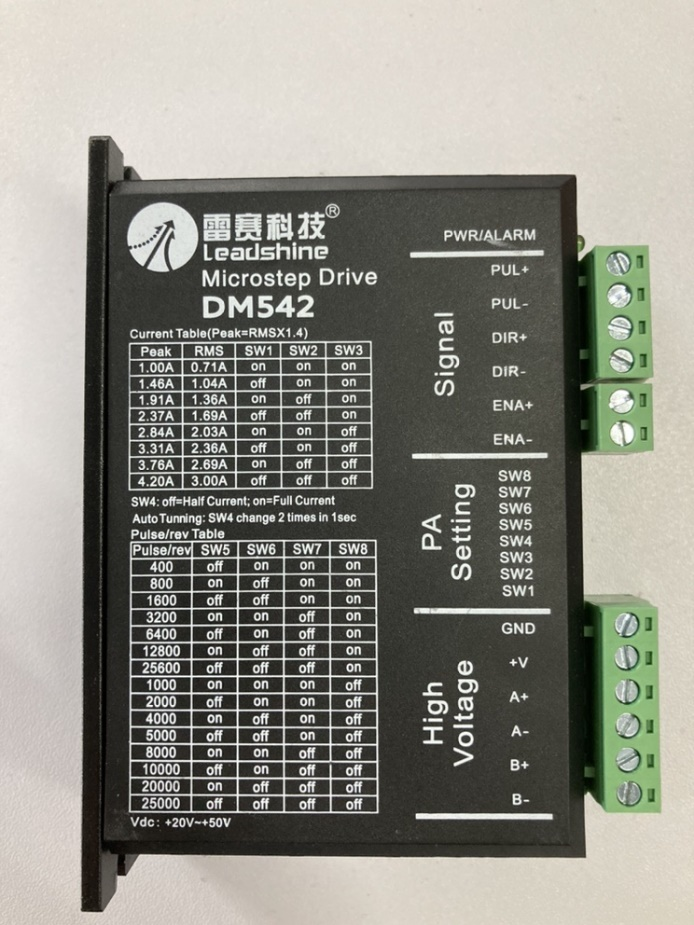 雷赛科技®
Leadshine
Microstep Drive
DM542
Current Table(Peak=RMSX1.4)
Peak RMS SW1 SW2 SW3
1.00A 0.71A on on on
1.46A 1.04A off on on
1.91A 1.36A on off on
2.37A 1.69A off off on
2.84A 2.03A on on off
3.31A 2.36A off on off
3.76A 2.69A on off off
4.20A 3.00A off off off
SW4: off=Half Current; on=Full Current
Auto Tunning: SW4 change 2 times in 1sec
Pulse/rev Table
Pulse/rev SW5 SW6 SW7 SW8
400 off on on on
800 on off on on
1600 off off on on
3200 on on off on
6400 off on off on
12800 on off off on
25600 off off off on
1000 on on on off
2000 off on on off
4000 on off on off
5000 off off on off
8000 on on off off
10000 off on off off
20000 on off off off
25000 off off off off
Vdc: +20V~+50V
PWR/ALARM
Signal
PUL+
PUL-
DIR+
DIR-
ENA+
ENA-
PA
Setting
SW8
SW7
SW6
SW5
SW4
SW3
SW2
SW1
High
Voltage
GND
+V
A+
A-
B+
B-